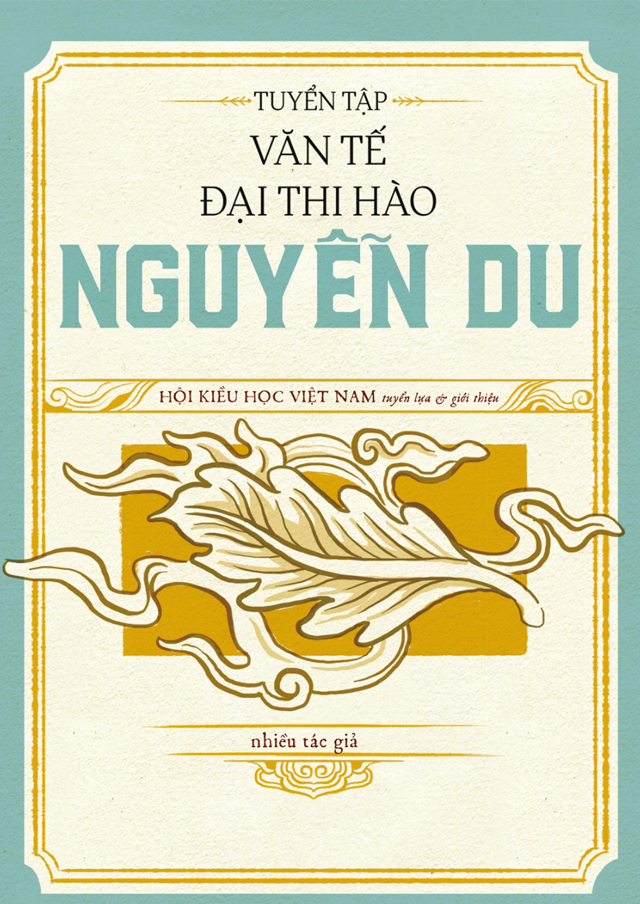 TUYỂN TẬP
VĂN TẾ
ĐẠI THI HÀO
NGUYỄN DU
HỘI KIỀU HỌC VIỆT NAM tuyển lựa & giới thiệu
nhiều tác giả